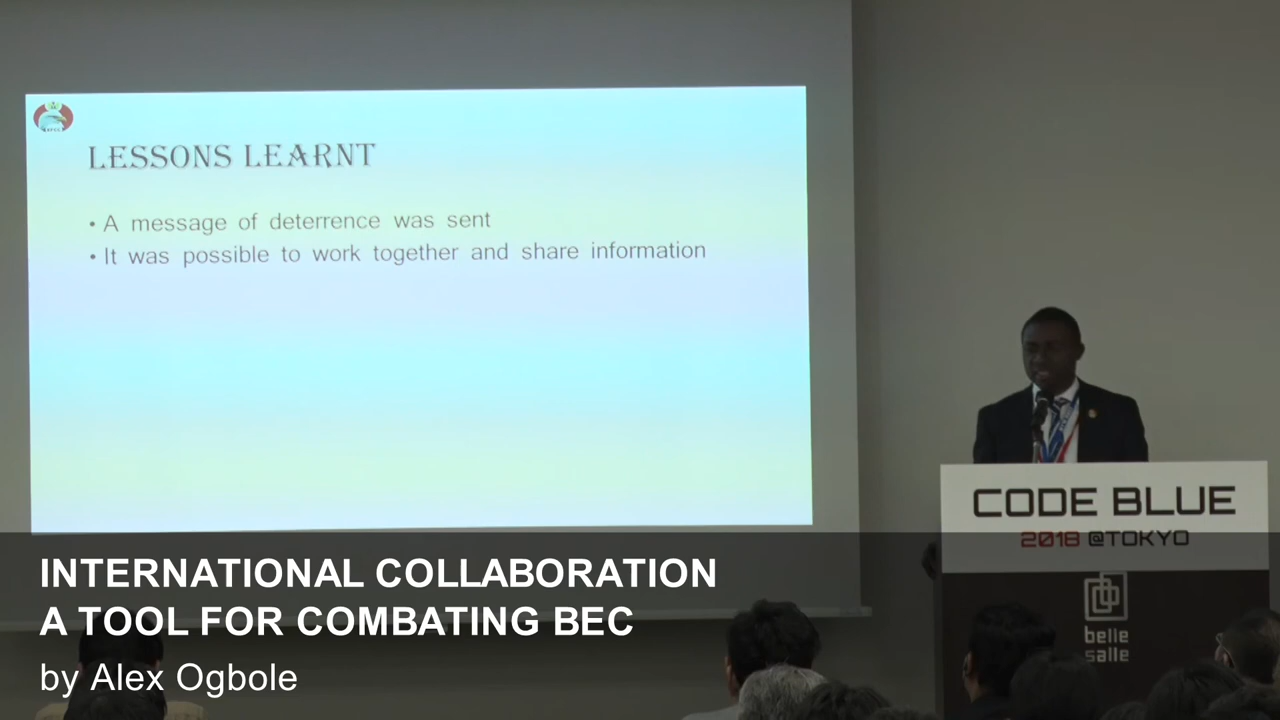 LESSONS LEARNT
• A message of deterrence was sent
• It was possible to work together and share information
CODE BLUE
2018 @TOKYO
belle
salle
INTERNATIONAL COLLABORATION
A TOOL FOR COMBATING BEC
by Alex Ogbole